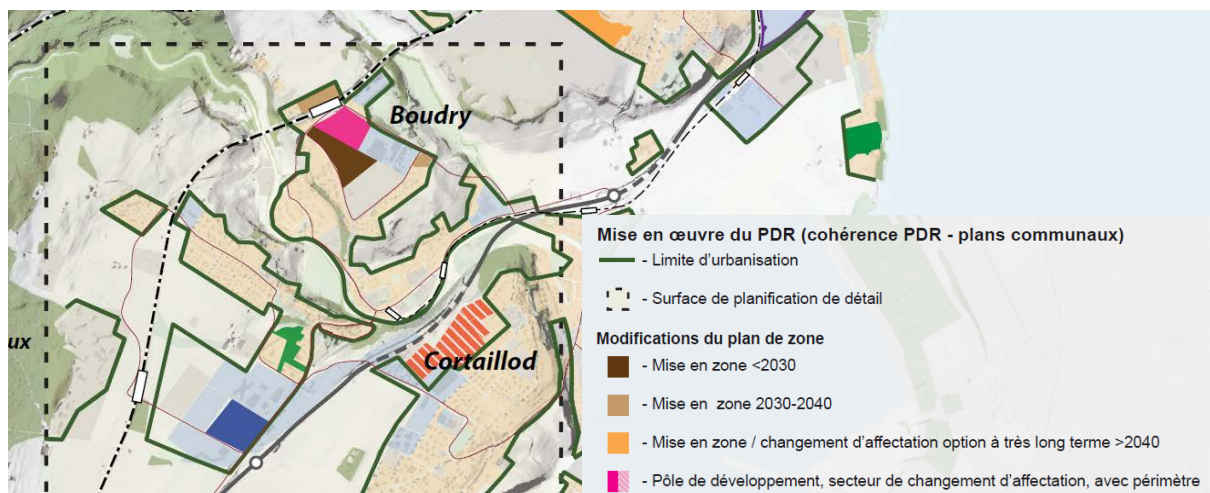 Boudry
ux
Cortaillod
Mise en œuvre du PDR (cohérence PDR - plans communaux)
- Limite d'urbanisation
- Surface de planification de détail
Modifications du plan de zone
- Mise en zone <2030
- Mise en zone 2030-2040
- Mise en zone / changement d'affectation option à très long terme >2040
- Pôle de développement, secteur de changement d'affectation, avec périmètre